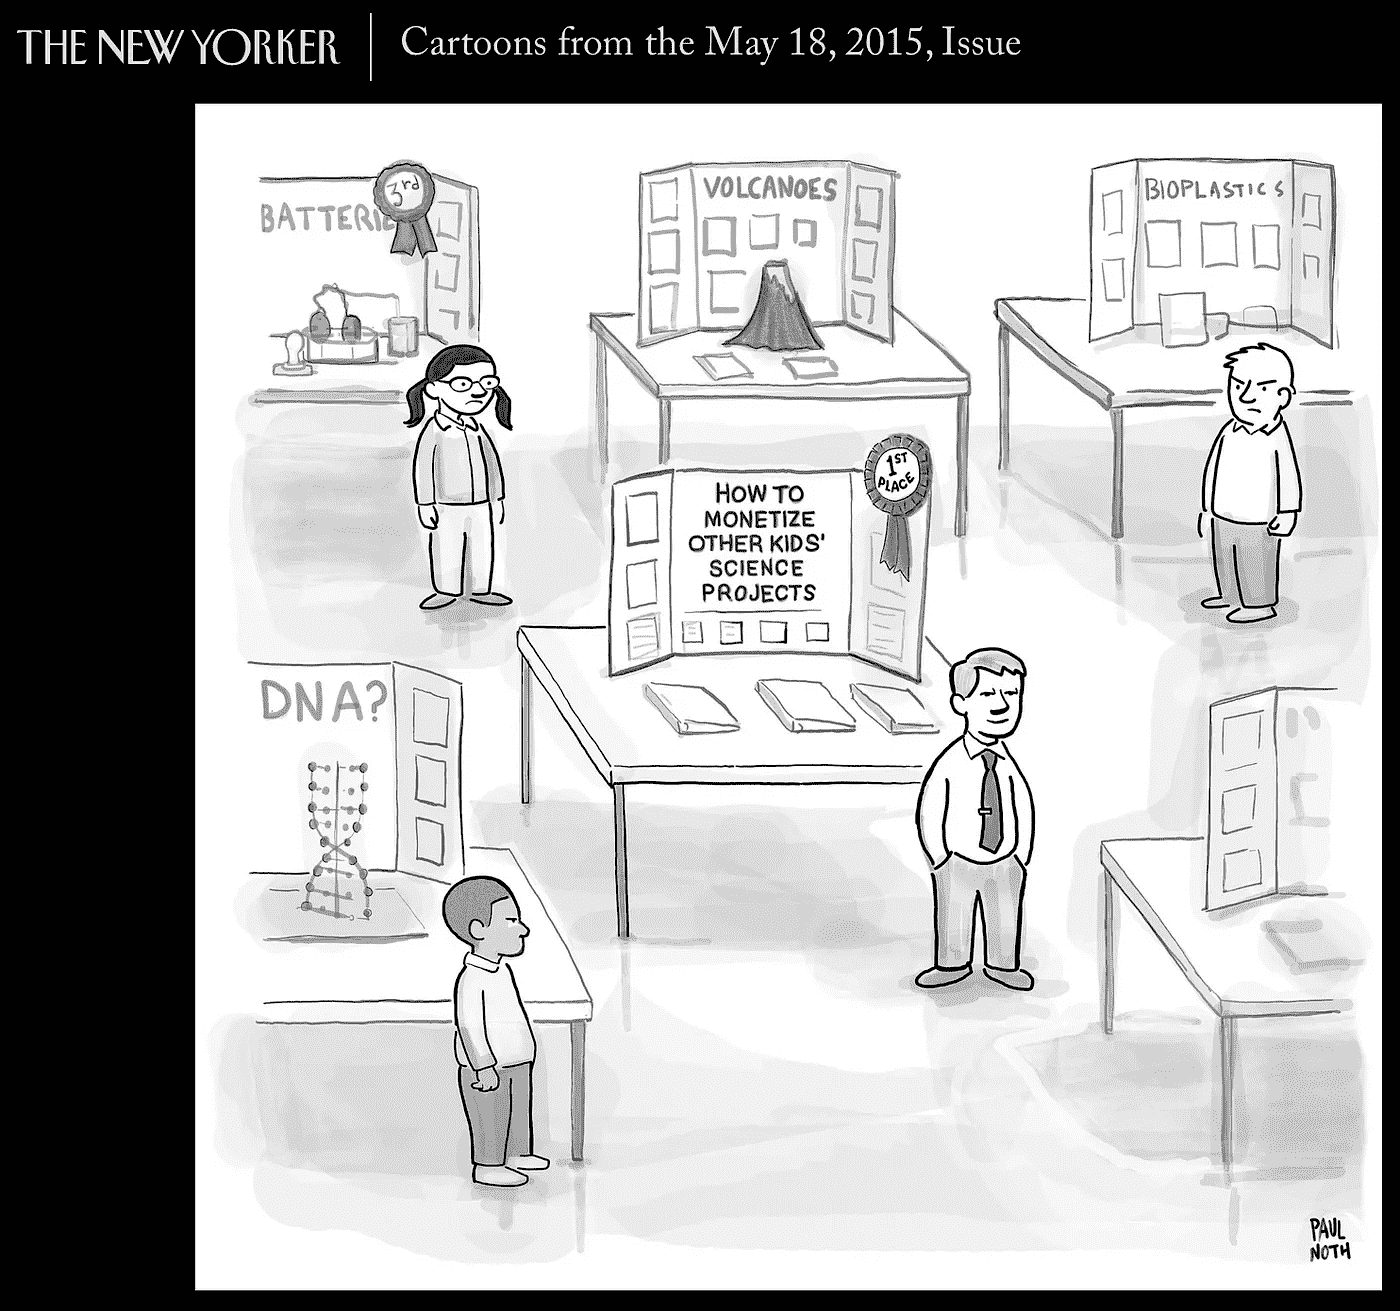 THE NEW YORKER
Cartoons from the May 18, 2015, Issue
BATTERIE
3rd
VOLCANOES
BIOPLASTICS
HOW TO
MONETIZE
OTHER KIDS'
SCIENCE
PROJECTS
1ST
PLACE
DNA?
PAUL
NOTH